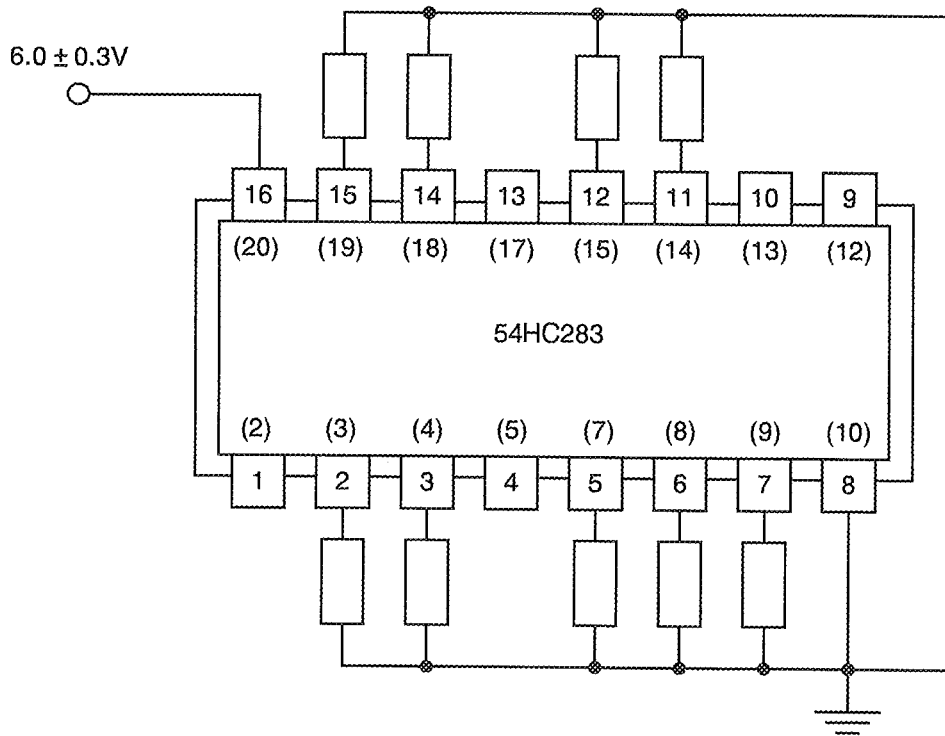 6.0 ± 0.3V
16 15 14 13 12 11 10 9
(20) (19) (18) (17) (15) (14) (13) (12)
54HC283
(2) (3) (4) (5) (7) (8) (9) (10)
1 2 3 4 5 6 7 8